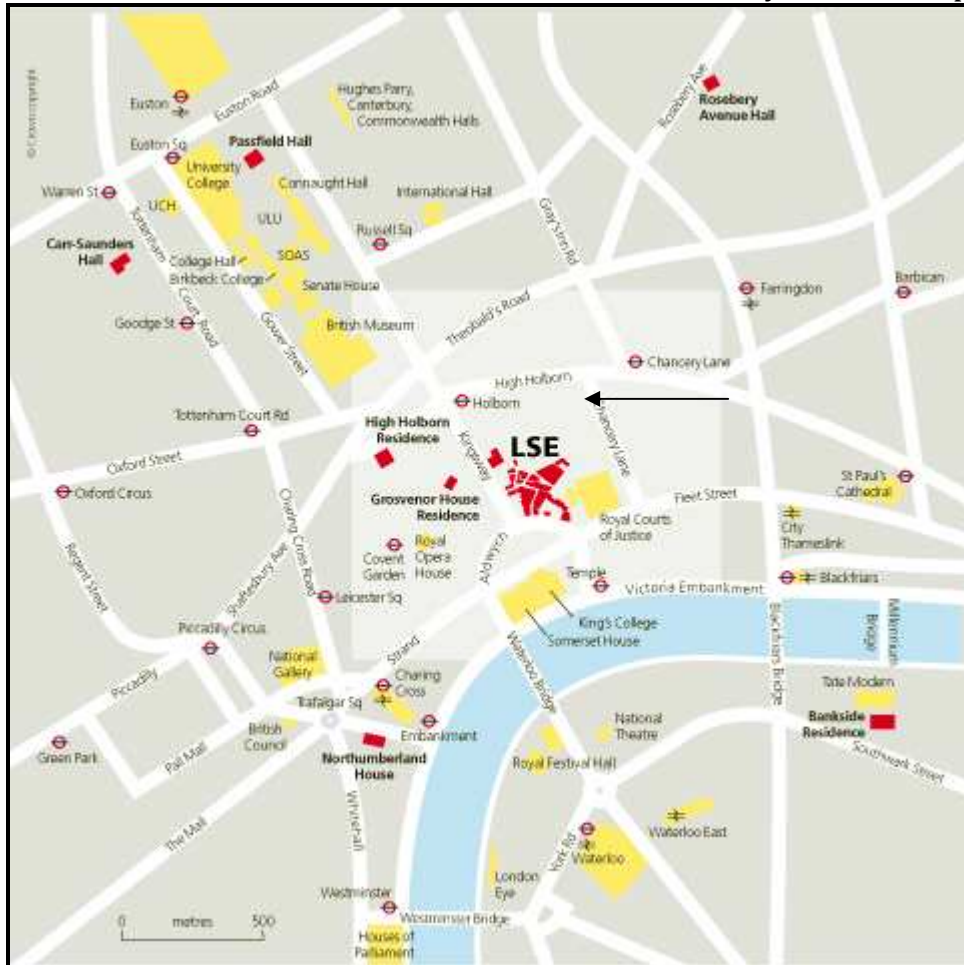 © Crown copyright
Euston
Euston Road
Hughes Parry,
Canterbury,
Commonwealth Halls
Rosebery Ave
Rosebery
Avenue Hall
Euston Sq
Passfield Hall
University
College
Connaught Hall
International Hall
Warren St
UCH
ULU
Gray's Inn Rd
Tottenham
Court Road
Russell Sq
Carr-Saunders
Hall
SOAS
College Hall
Birkbeck College
Senate House
Farringdon
Barbican
Goodge St
Gower Street
British Museum
Theobald's Road
Chancery Lane
High Holborn
Holborn
Chancery Lane
Tottenham Court Rd
High Holborn
Residence
Kingsway
LSE
Oxford Street
Oxford Circus
Grosvenor House
Residence
Fleet Street
St Paul's
Cathedral
Royal Courts
of Justice
City
Thameslink
Charing Cross Road
Covent
Garden
Royal
Opera
House
Aldwych
Regent Street
Shaftesbury Ave
Leicester Sq
Temple
Victoria Embankment
Blackfriars
King's College
Somerset House
Piccadilly Circus
Strand
Waterloo Bridge
Blackfriars
Bridge
Millennium
Bridge
Piccadilly
National
Gallery
Charing
Cross
Trafalgar Sq
Tate Modern
Embankment
National
Theatre
Bankside
Residence
Green Park
Pall Mall
British
Council
Northumberland
House
Royal Festival Hall
Southwark Street
The Mall
Whitehall
Waterloo East
York Rd
Waterloo
London
Eye
Westminster
Westminster Bridge
0 metres 500
Houses of
Parliament